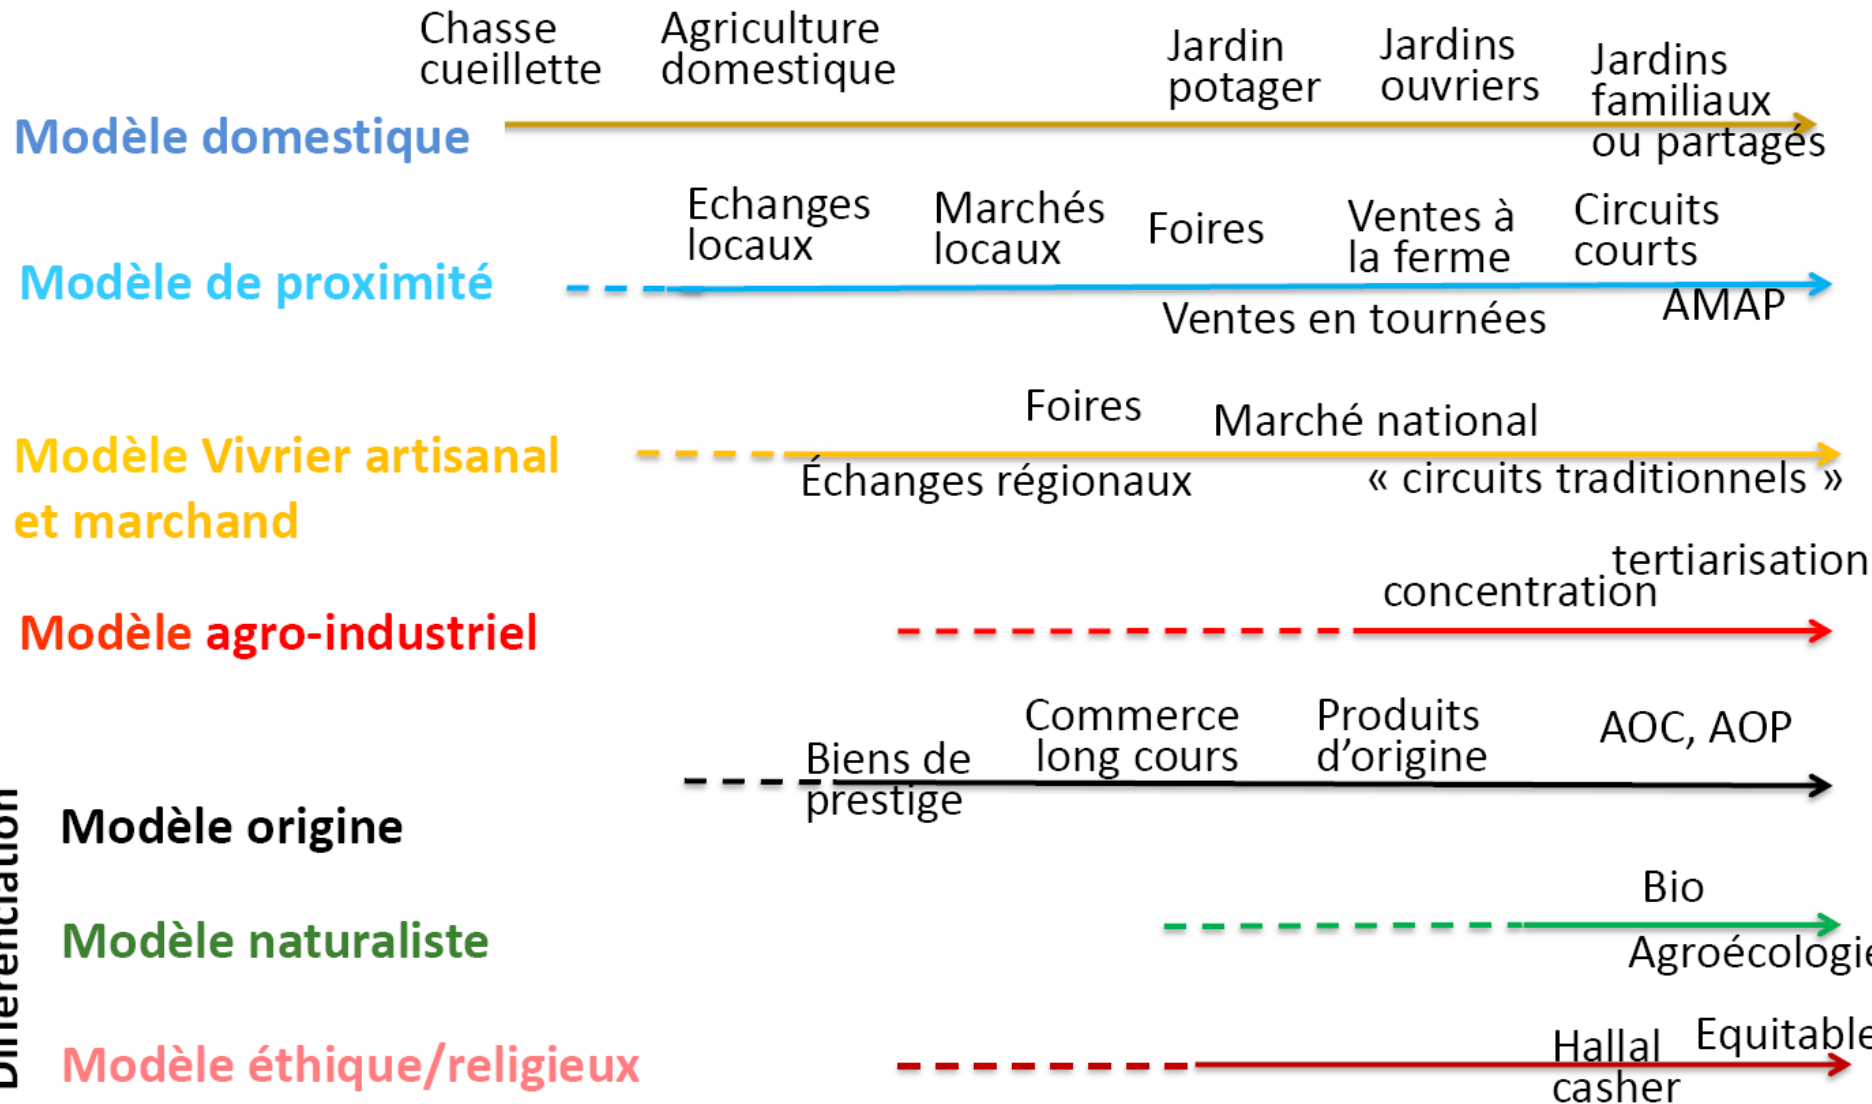 Chasse
cueillette
Agriculture
domestique
Jardin
potager
Jardins
ouvriers
Jardins
familiaux
ou partagés
Modèle domestique
Echanges
locaux
Marchés
locaux
Foires
Ventes à
la ferme
Circuits
courts
Modèle de proximité
AMAP
Ventes en tournées
Foires
Marché national
Modèle Vivrier artisanal
et marchand
Échanges régionaux
« circuits traditionnels »
tertiarisation
concentration
Modèle agro-industriel
Biens de
prestige
Commerce
long cours
Produits
d’origine
AOC, AOP
Modèle origine
Différenciation
Bio
Modèle naturaliste
Agroécologie
Hallal
casher
Equitable
Modèle éthique/religieux